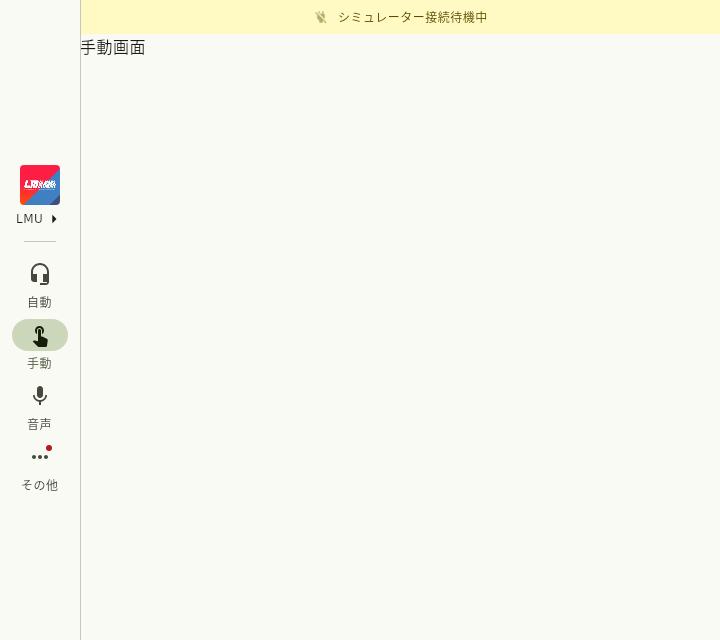 シミュレーター接続待機中
手動画面
LMU
自動
手動
音声
その他